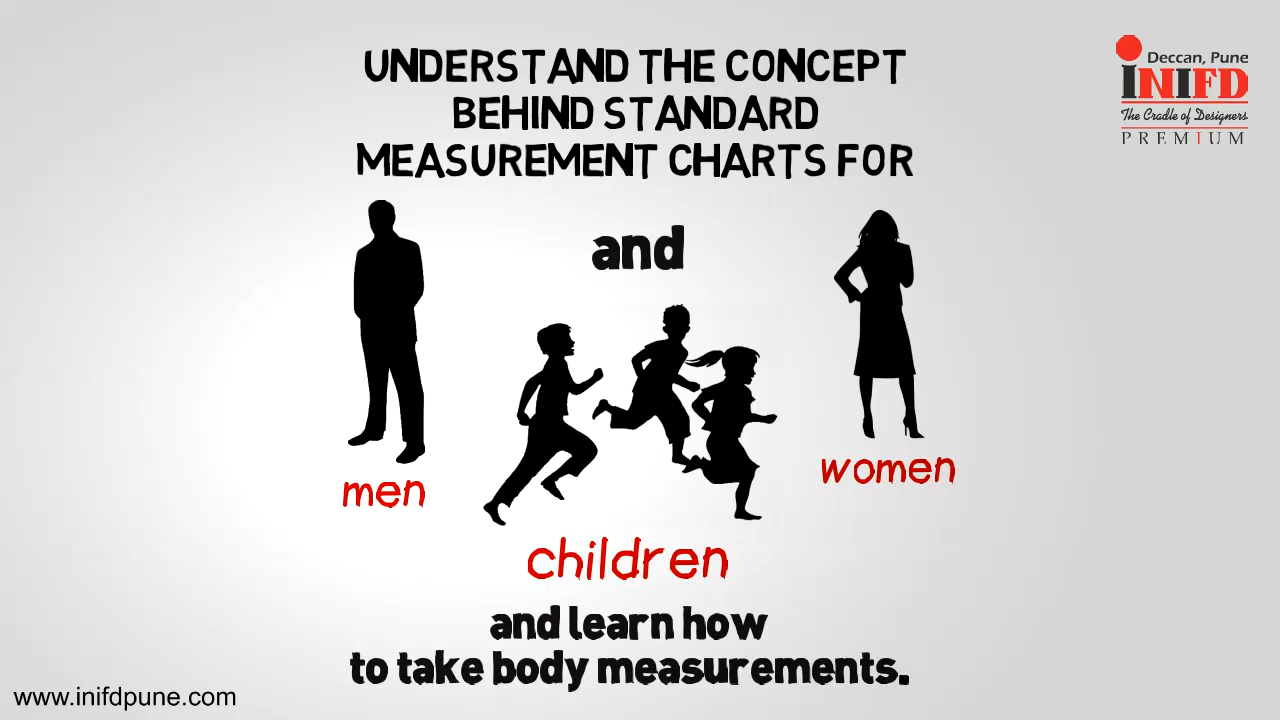 UNDERSTAND THE CONCEPT
BEHIND STANDARD
MEASUREMENT CHARTS FOR
Deccan, Pune
INIFD
The Cradle of Designers
PREMIUM
and
men
women
children
and learn how
to take body measurements.
www.inifdpune.com